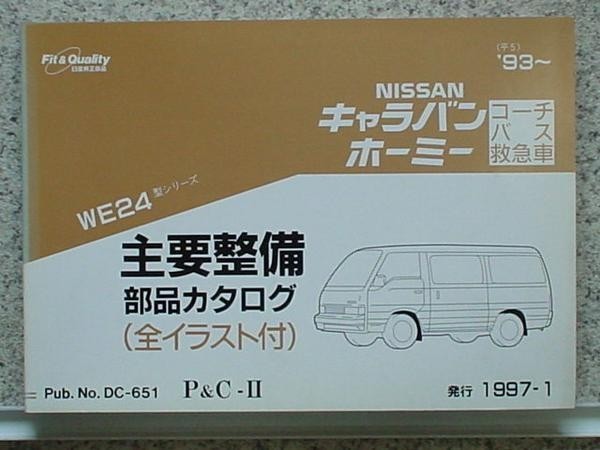 Fit & Quality
日産純正部品
(平5)
'93~
NISSAN
キャラバン
ホーミー
コーチ
バス
救急車
WE24型シリーズ
主要整備
部品カタログ
(全イラスト付)
Pub. No. DC-651 P&C-II
発行 1997-1